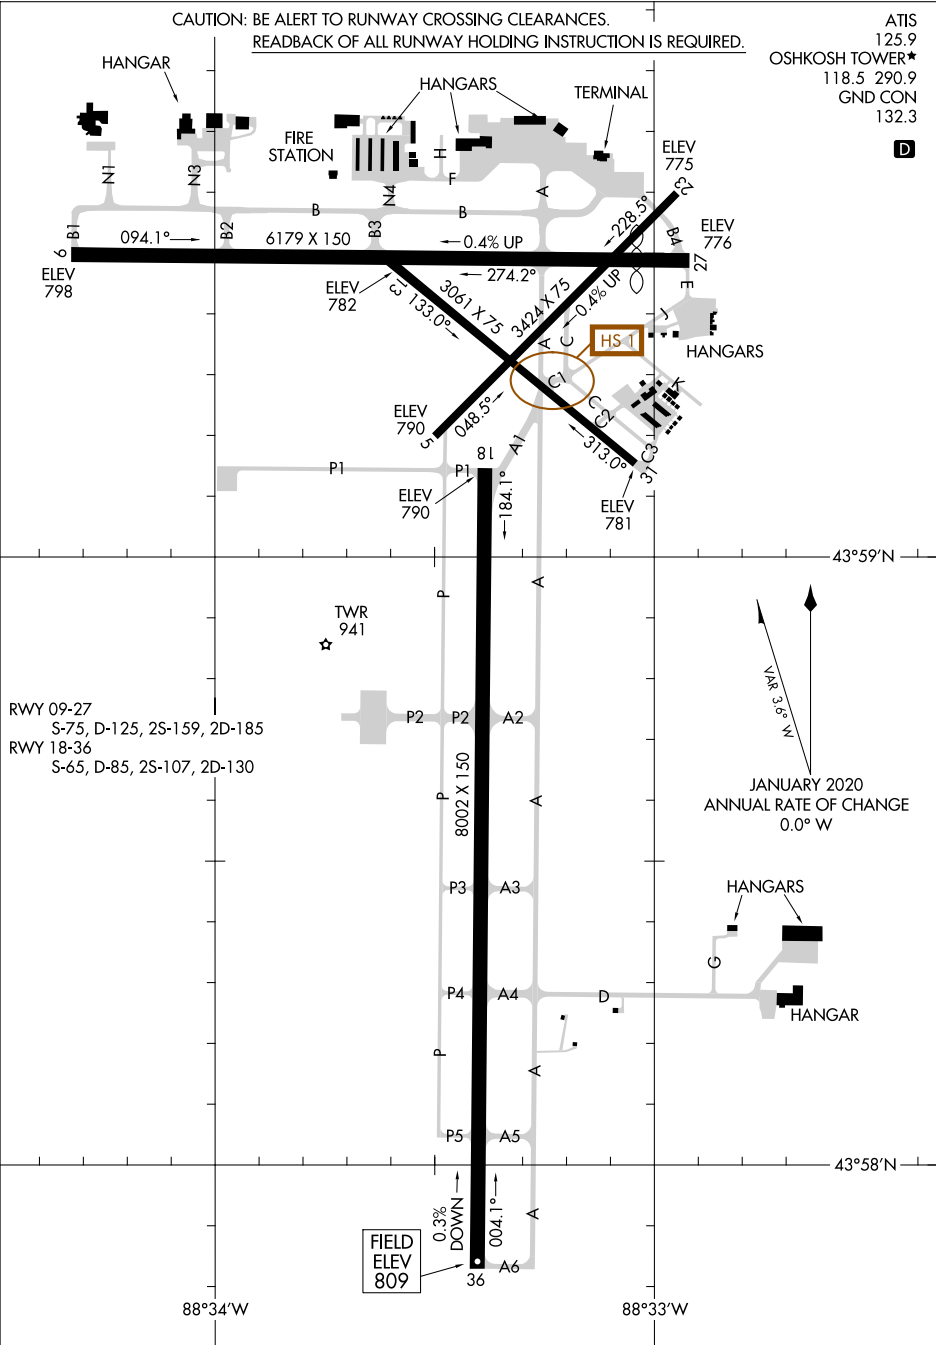 CAUTION: BE ALERT TO RUNWAY CROSSING CLEARANCES.
READBACK OF ALL RUNWAY HOLDING INSTRUCTION IS REQUIRED.
ATIS
125.9
OSHKOSH TOWER★
118.5 290.9
GND CON
132.3
D
HANGAR
HANGARS
TERMINAL
FIRE
STATION
ELEV
775
23
N1
N3
N4
H
F
A
B
B
B1
B2
B3
B4
228.5°
ELEV
776
094.1°
6179 X 150
0.4% UP
9
27
ELEV
798
274.2°
ELEV
782
13
133.0°
3061 X 75
3424 X 75
0.4% UP
E
J
A
C
HS 1
HANGARS
C1
C
C2
K
C3
ELEV
790
5
048.5°
313.0°
31
A1
18
P1
P1
ELEV
790
184.1°
ELEV
781
43°59'N
P
A
TWR
941
VAR 3.6° W
RWY 09-27
S-75, D-125, 2S-159, 2D-185
RWY 18-36
S-65, D-85, 2S-107, 2D-130
P2
P2
A2
P
8002 X 150
A
JANUARY 2020
ANNUAL RATE OF CHANGE
0.0° W
P3
A3
HANGARS
G
P4
A4
D
HANGAR
P
A
P5
A5
43°58'N
0.3%
DOWN
004.1°
A
FIELD
ELEV
809
A6
36
88°34'W
88°33'W